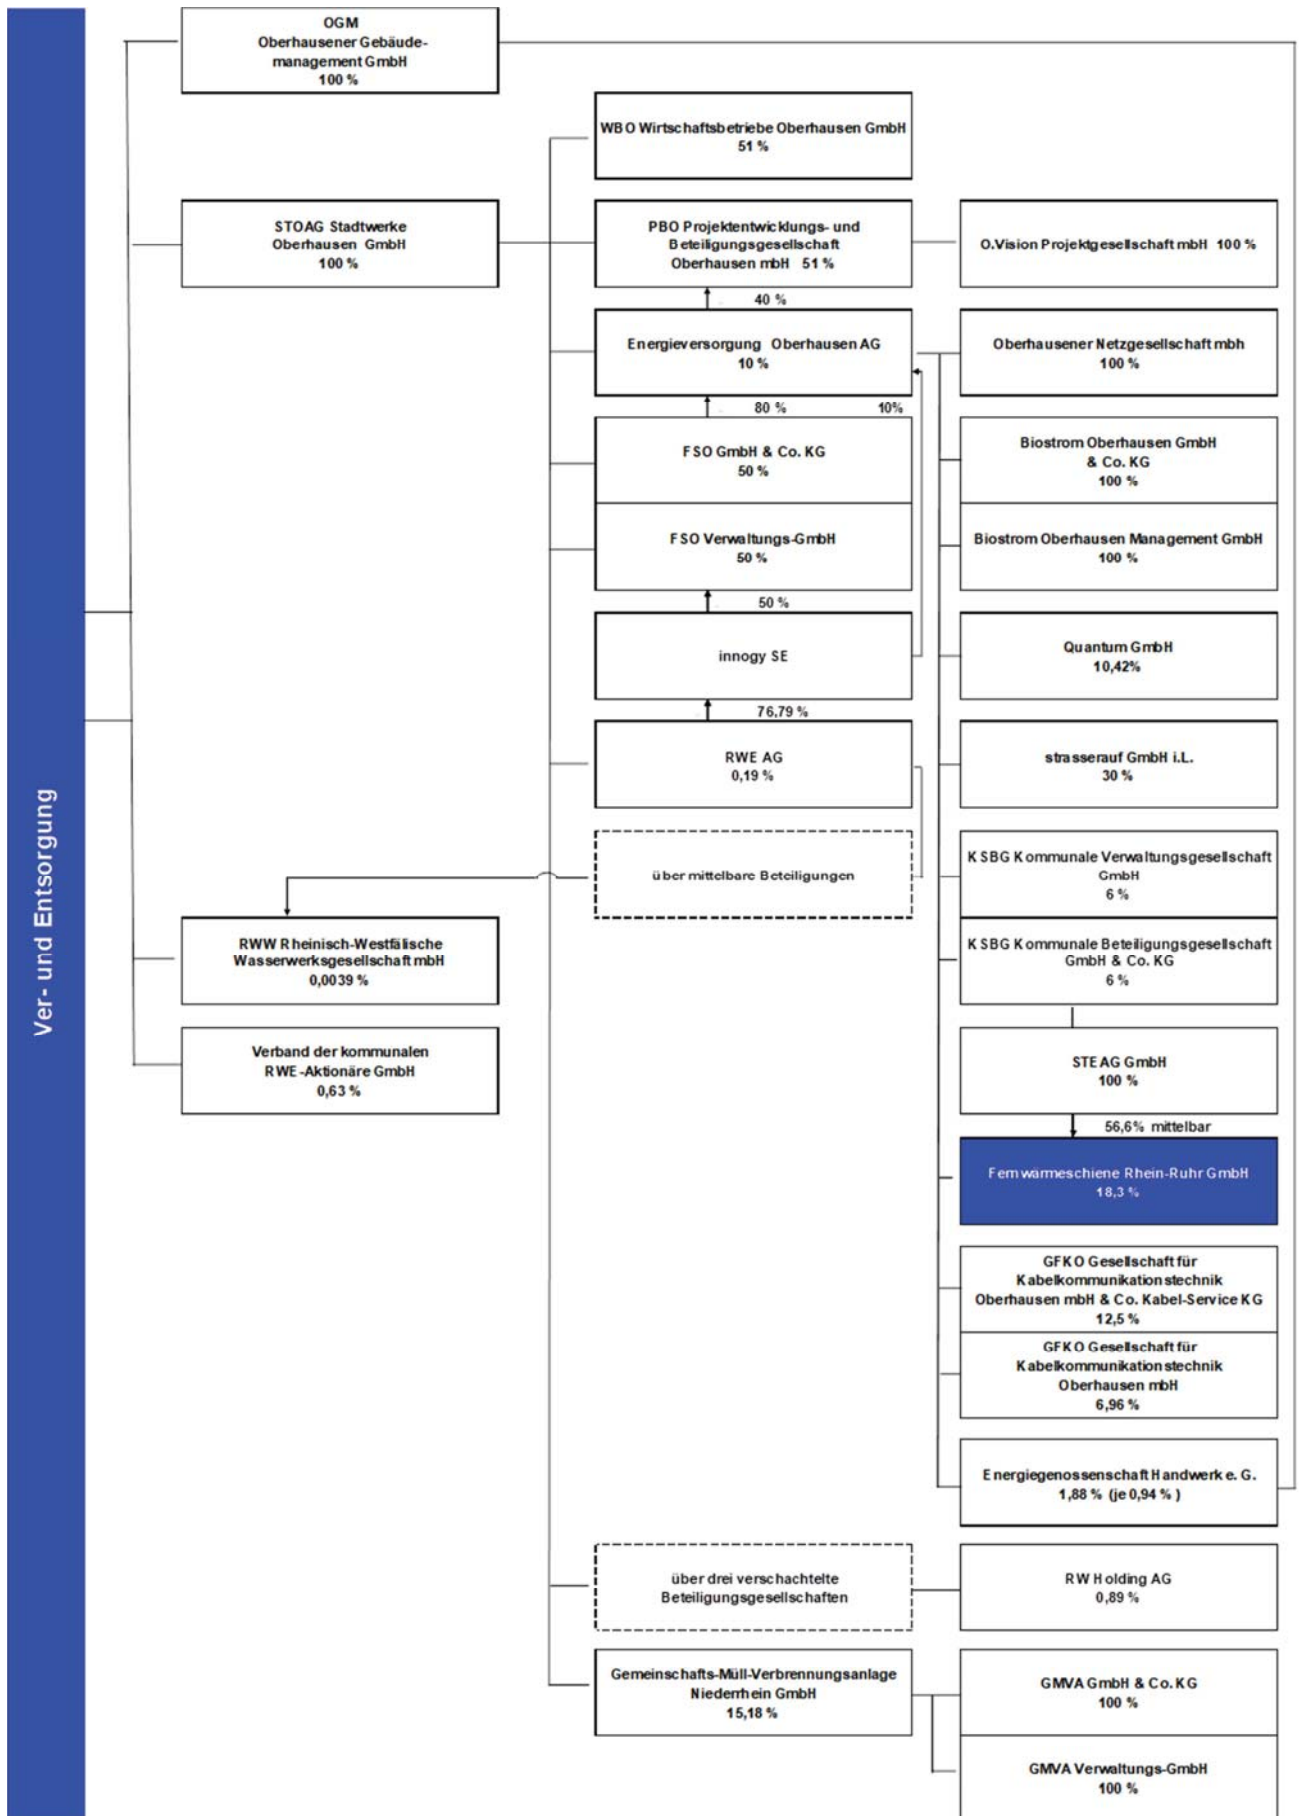 Ver- und Entsorgung
OGM
Oberhausener Gebäude-
management GmbH
100 %
STOAG Stadtwerke
Oberhausen GmbH
100 %
RWW Rheinisch-Westfälische
Wasserwerksgesellschaft mbH
0,0039 %
Verband der kommunalen
RWE-Aktionäre GmbH
0,63 %
WBO Wirtschaftsbetriebe Oberhausen GmbH
51 %
PBO Projektentwicklungs- und
Beteiligungsgesellschaft
Oberhausen mbH 51 %
40 %
Energieversorgung Oberhausen AG
10 %
80 %
10%
FSO GmbH & Co. KG
50 %
FSO Verwaltungs-GmbH
50 %
50 %
innogy SE
76,79 %
RWE AG
0,19 %
über mittelbare Beteiligungen
über drei verschachtelte
Beteiligungsgesellschaften
Gemeinschafts-Müll-Verbrennungsanlage
Niederrhein GmbH
15,18 %
O.Vision Projektgesellschaft mbH 100 %
Oberhausener Netzgesellschaft mbh
100 %
Biostrom Oberhausen GmbH
& Co. KG
100 %
Biostrom Oberhausen Management GmbH
100 %
Quantum GmbH
10,42%
strasserauf GmbH i.L.
30 %
KSBG Kommunale Verwaltungsgesellschaft
GmbH
6 %
KSBG Kommunale Beteiligungsgesellschaft
GmbH & Co. KG
6 %
STEAG GmbH
100 %
56,6% mittelbar
Fernwärmeschiene Rhein-Ruhr GmbH
18,3 %
GFKO Gesellschaft für
Kabelkommunikationstechnik
Oberhausen mbH & Co. Kabel-Service KG
12,5 %
GFKO Gesellschaft für
Kabelkommunikationstechnik
Oberhausen mbH
6,96 %
Energiegenossenschaft Handwerk e. G.
1,88 % (je 0,94 % )
RW Holding AG
0,89 %
GMVA GmbH & Co. KG
100 %
GMVA Verwaltungs-GmbH
100 %